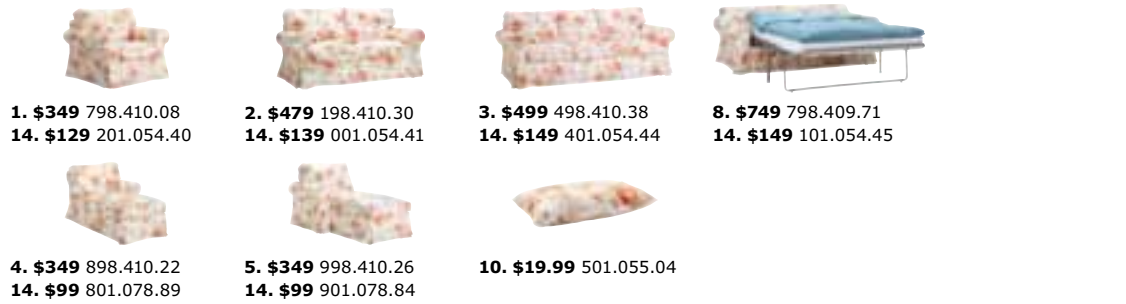 1. $349 798.410.08
14. $129 201.054.40
2. $479 198.410.30
14. $139 001.054.41
3. $499 498.410.38
14. $149 401.054.44
8. $749 798.409.71
14. $149 101.054.45
4. $349 898.410.22
14. $99 801.078.89
5. $349 998.410.26
14. $99 901.078.84
10. $19.99 501.055.04